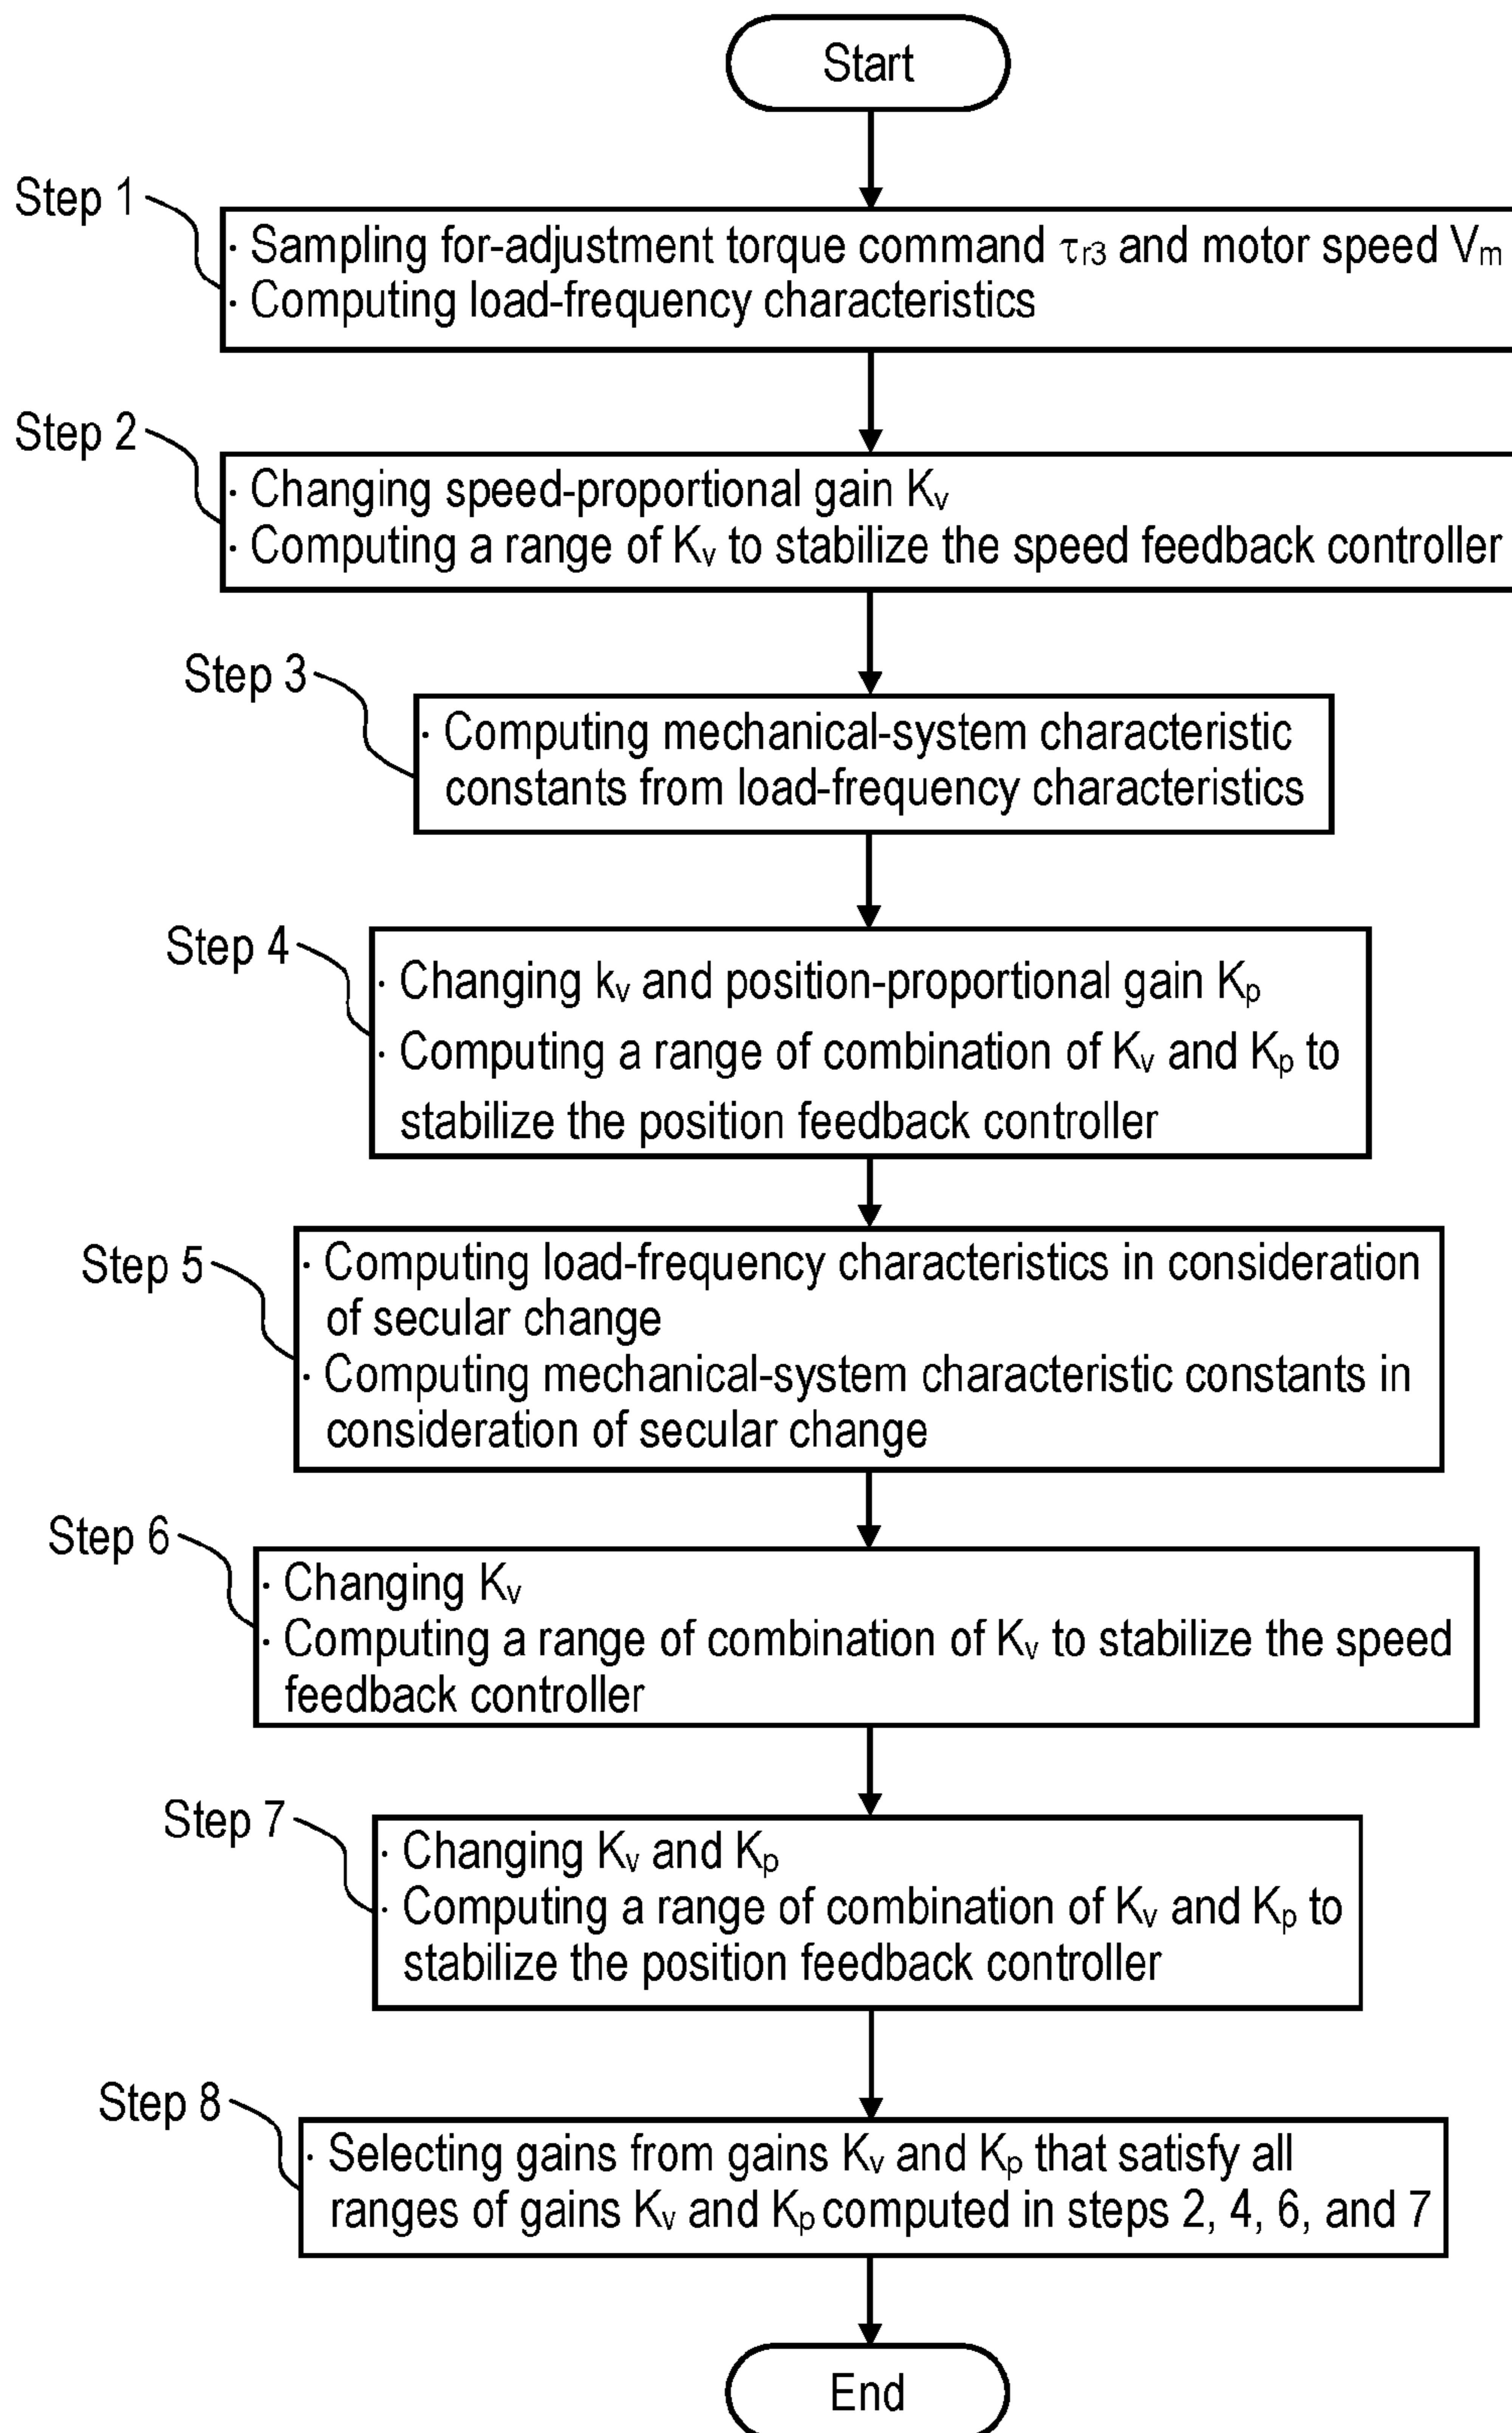 Start
Step 1
· Sampling for-adjustment torque command τr3 and motor speed Vm
· Computing load-frequency characteristics
Step 2
· Changing speed-proportional gain Kv
· Computing a range of Kv to stabilize the speed feedback controller
Step 3
· Computing mechanical-system characteristic
constants from load-frequency characteristics
Step 4
· Changing kv and position-proportional gain Kp
· Computing a range of combination of Kv and Kp to
stabilize the position feedback controller
Step 5
· Computing load-frequency characteristics in consideration
of secular change
· Computing mechanical-system characteristic constants in
consideration of secular change
Step 6
· Changing Kv
· Computing a range of combination of Kv to stabilize the speed
feedback controller
Step 7
· Changing Kv and Kp
· Computing a range of combination of Kv and Kp to
stabilize the position feedback controller
Step 8
· Selecting gains from gains Kv and Kp that satisfy all
ranges of gains Kv and Kp computed in steps 2, 4, 6, and 7
End